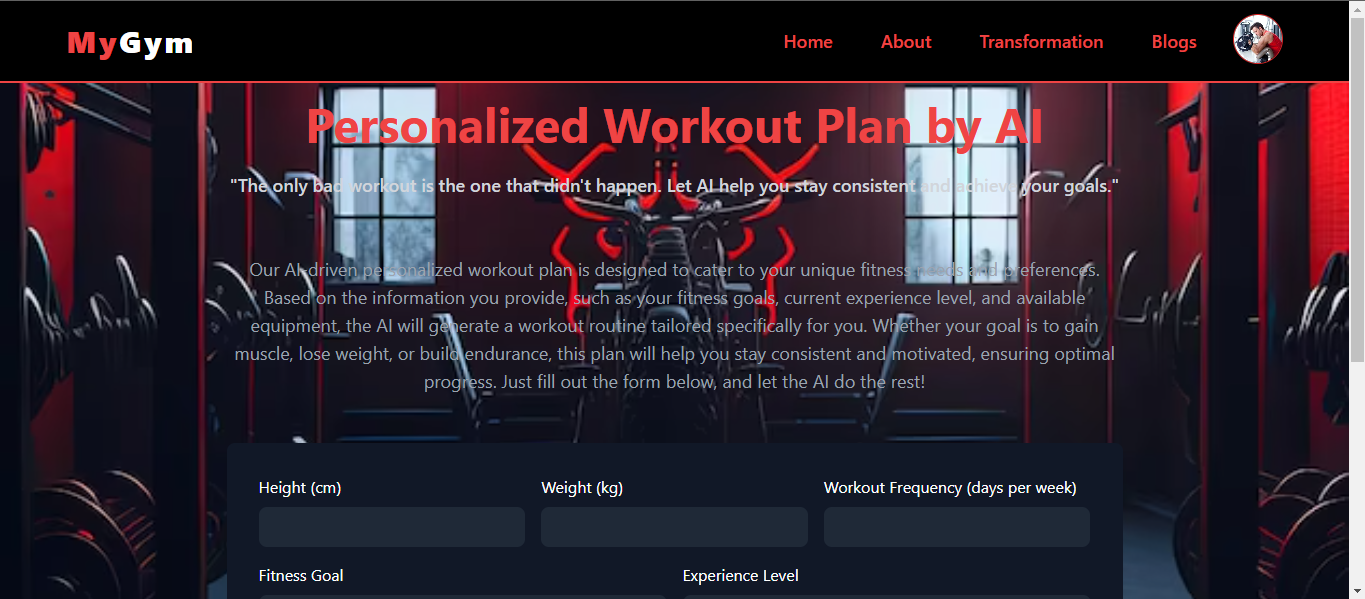 MyGym
Home
About
Transformation
Blogs
Personalized Workout Plan by AI
"The only bad workout is the one that didn't happen. Let AI help you stay consistent and achieve your goals."
Our AI-driven personalized workout plan is designed to cater to your unique fitness needs and preferences.
Based on the information you provide, such as your fitness goals, current experience level, and available
equipment, the AI will generate a workout routine tailored specifically for you. Whether your goal is to gain
muscle, lose weight, or build endurance, this plan will help you stay consistent and motivated, ensuring optimal
progress. Just fill out the form below, and let the AI do the rest!
Height (cm)
Weight (kg)
Workout Frequency (days per week)
Fitness Goal
Experience Level